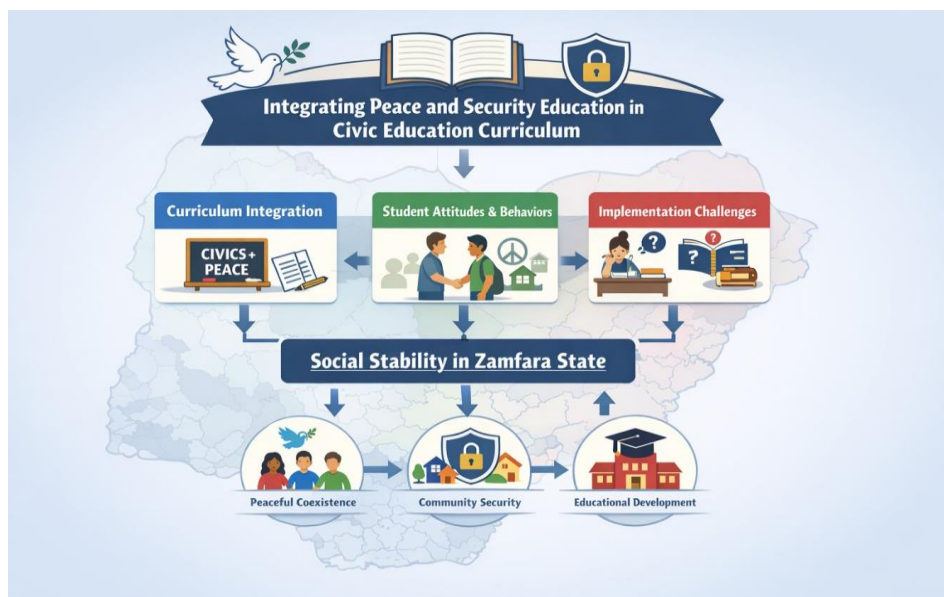 Integrating Peace and Security Education in
Civic Education Curriculum
Curriculum Integration
CIVICS+
PEACE
Student Attitudes & Behaviors
Implementation Challenges
?
?
?
Social Stability in Zamfara State
Peaceful Coexistence
Community Security
Educational Development